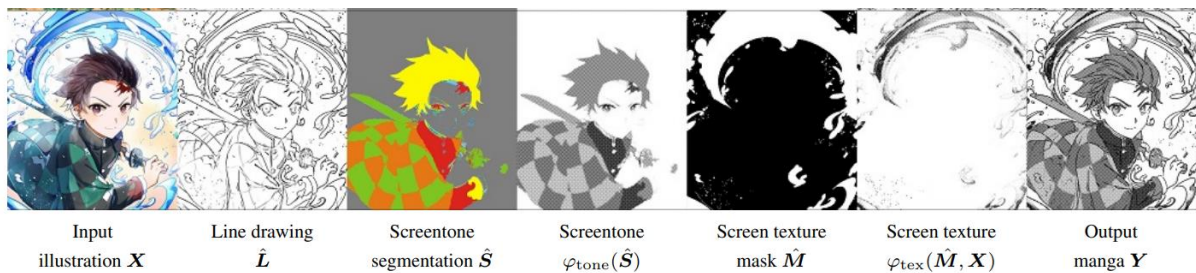 Input
illustration X
Line drawing
L̂
Screentone
segmentation Ŝ
Screentone
φtone(Ŝ)
Screen texture
mask M̂
Screen texture
φtex(M̂, X)
Output
manga Y